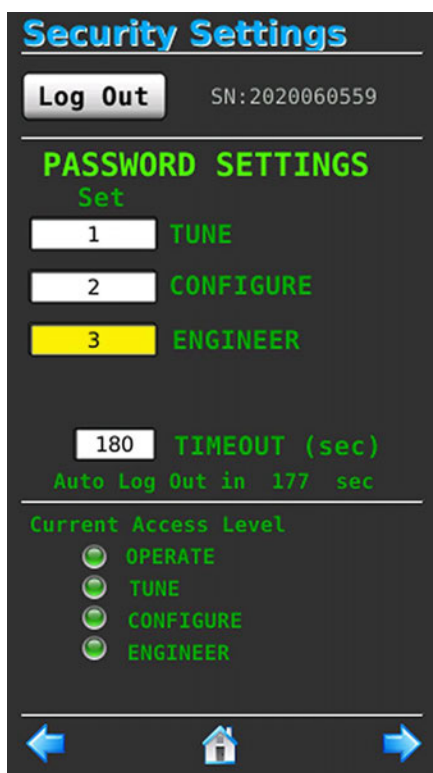 Security Settings
Log Out SN:2020060559
PASSWORD SETTINGS
Set
1 TUNE
2 CONFIGURE
3 ENGINEER
180 TIMEOUT (sec)
Auto Log Out in 177 sec
Current Access Level
OPERATE
TUNE
CONFIGURE
ENGINEER